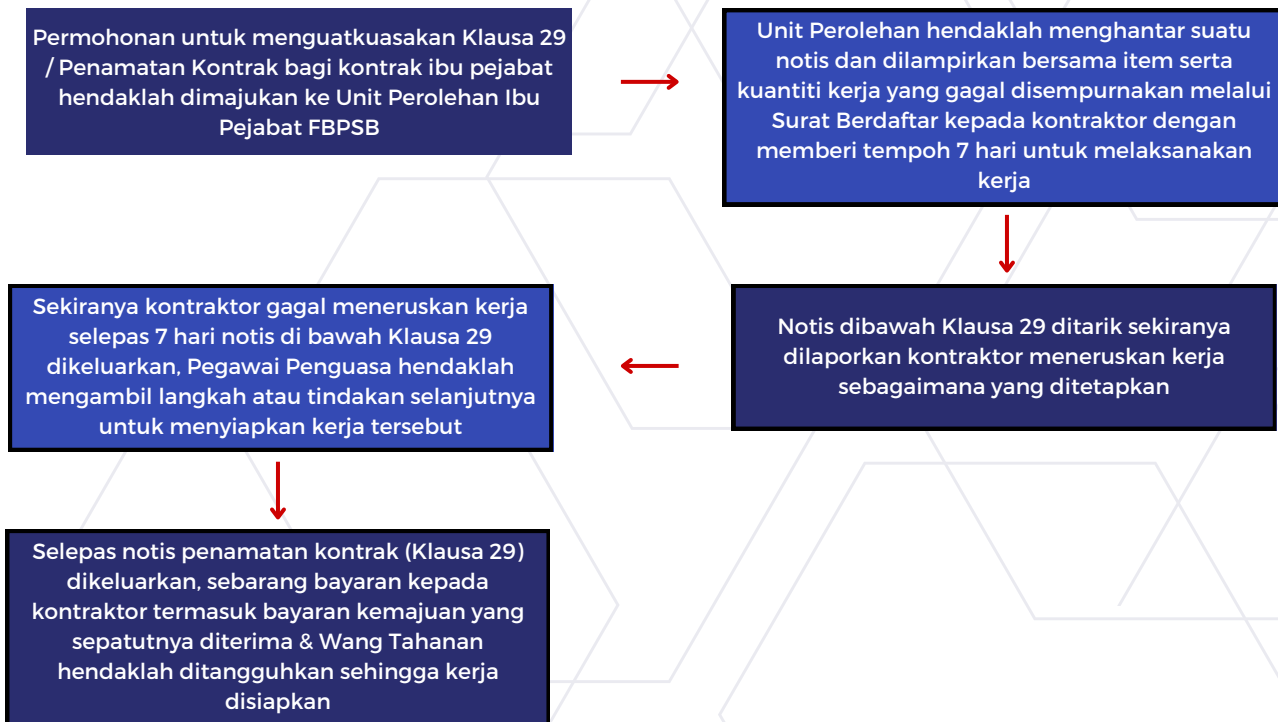 Permohonan untuk menguatkuasakan Klausa 29
/ Penamatan Kontrak bagi kontrak ibu pejabat
hendaklah dimajukan ke Unit Perolehan Ibu
Pejabat FBPSB
Unit Perolehan hendaklah menghantar suatu
notis dan dilampirkan bersama item serta
kuantiti kerja yang gagal disempurnakan melalui
Surat Berdaftar kepada kontraktor dengan
memberi tempoh 7 hari untuk melaksanakan
kerja
Notis dibawah Klausa 29 ditarik sekiranya
dilaporkan kontraktor meneruskan kerja
sebagaimana yang ditetapkan
Sekiranya kontraktor gagal meneruskan kerja
selepas 7 hari notis di bawah Klausa 29
dikeluarkan, Pegawai Penguasa hendaklah
mengambil langkah atau tindakan selanjutnya
untuk menyiapkan kerja tersebut
Selepas notis penamatan kontrak (Klausa 29)
dikeluarkan, sebarang bayaran kepada
kontraktor termasuk bayaran kemajuan yang
sepatutnya diterima & Wang Tahanan
hendaklah ditangguhkan sehingga kerja
disiapkan